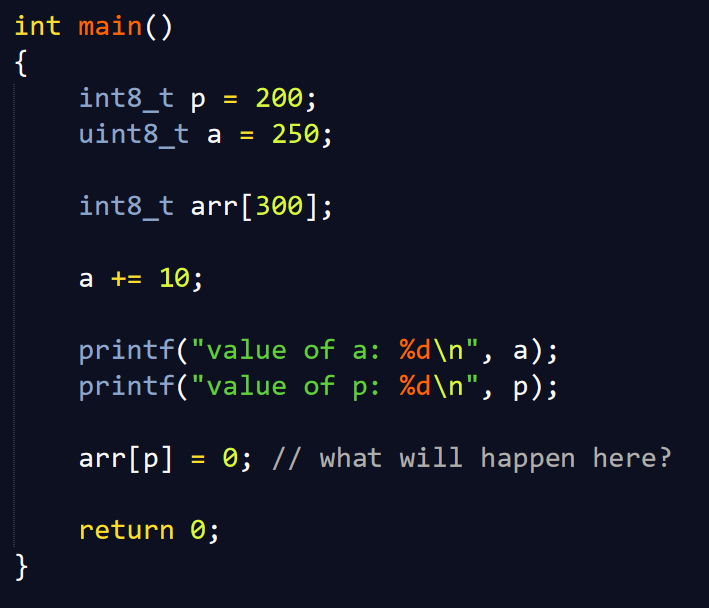 int main()
{
    int8_t p = 200;
    uint8_t a = 250;

    int8_t arr[300];

    a += 10;

    printf("value of a: %d\n", a);
    printf("value of p: %d\n", p);

    arr[p] = 0; // what will happen here?

    return 0;
}